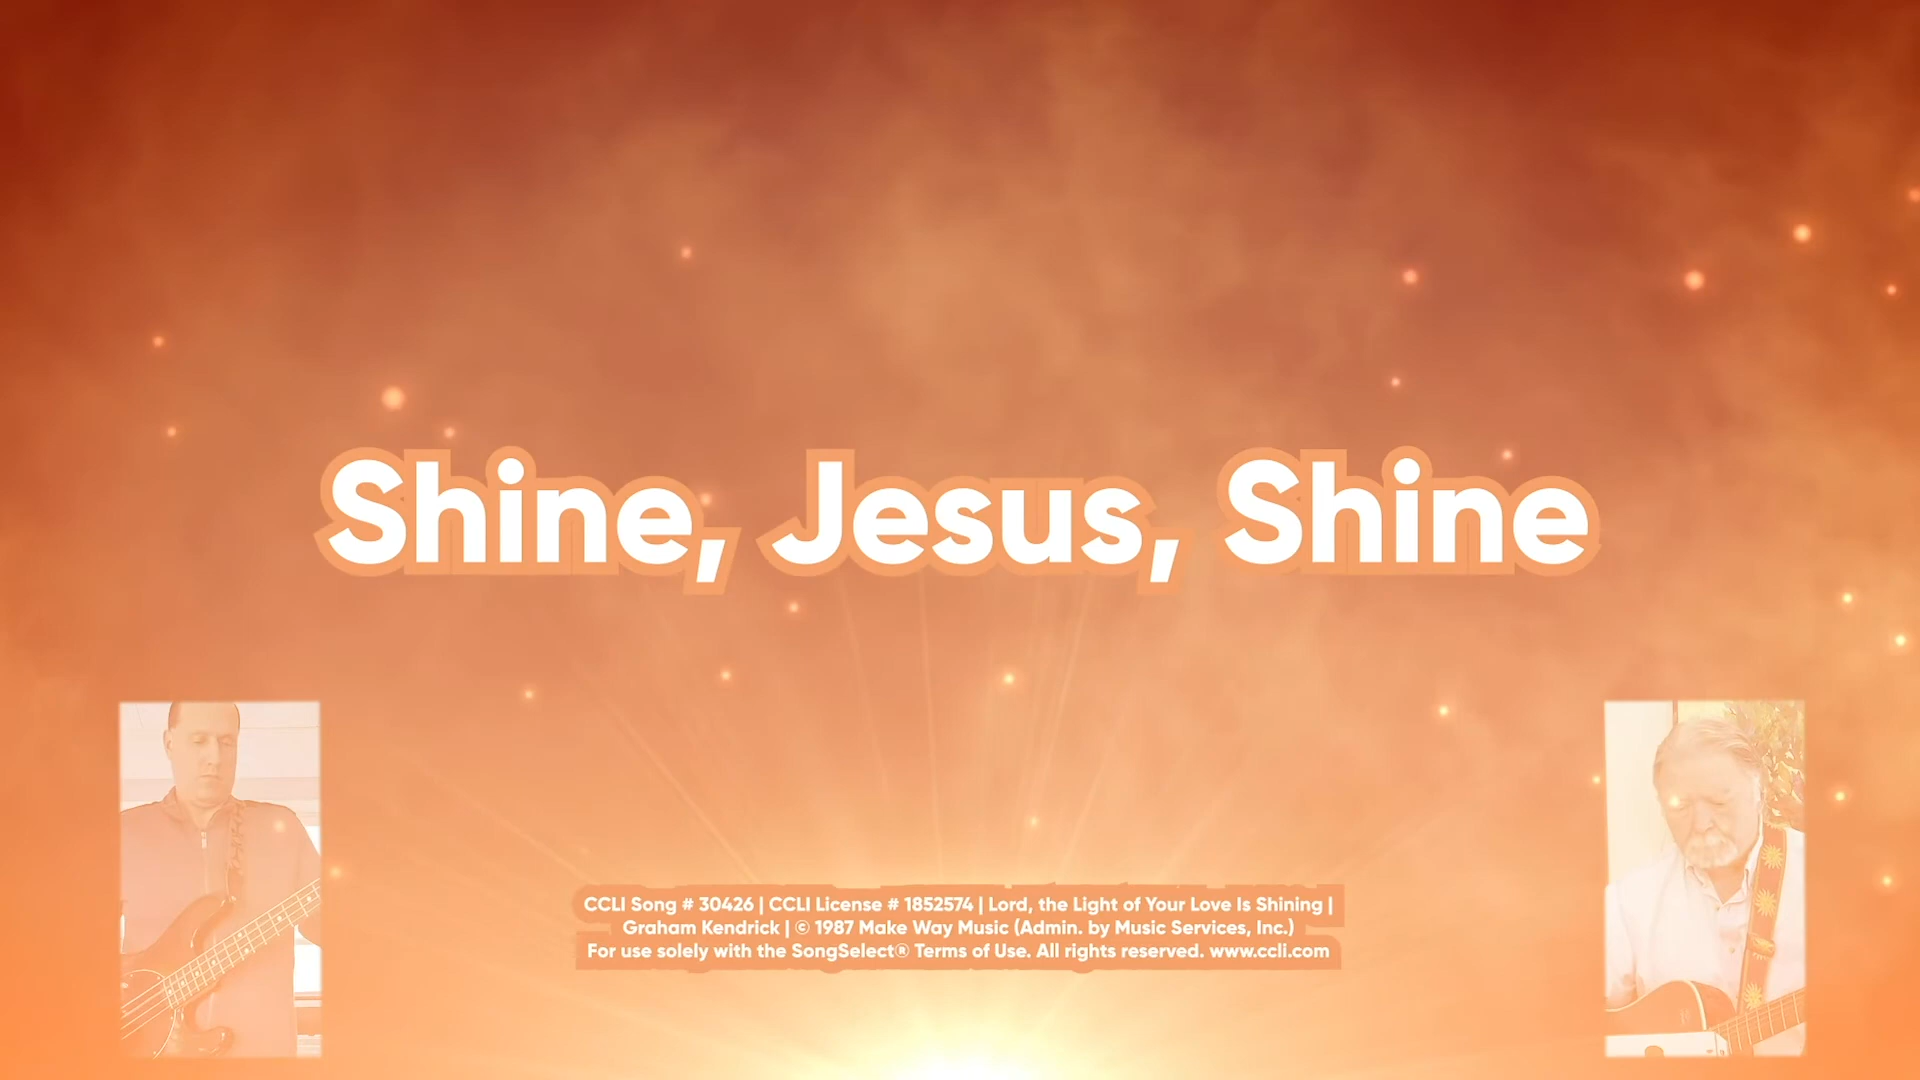 Shine, Jesus, Shine
CCLI Song # 30426 | CCLI License # 1852574 | Lord, the Light of Your Love Is Shining |
Graham Kendrick | © 1987 Make Way Music (Admin. by Music Services, Inc.)
For use solely with the SongSelect® Terms of Use. All rights reserved. www.ccli.com